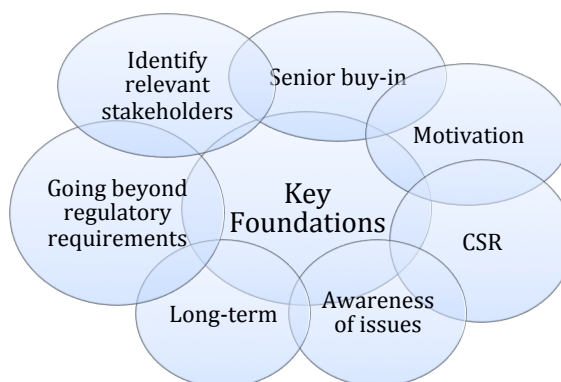 Identify
relevant
stakeholders
Senior buy-in
Motivation
Going beyond
regulatory
requirements
Key
Foundations
CSR
Long-term
Awareness
of issues